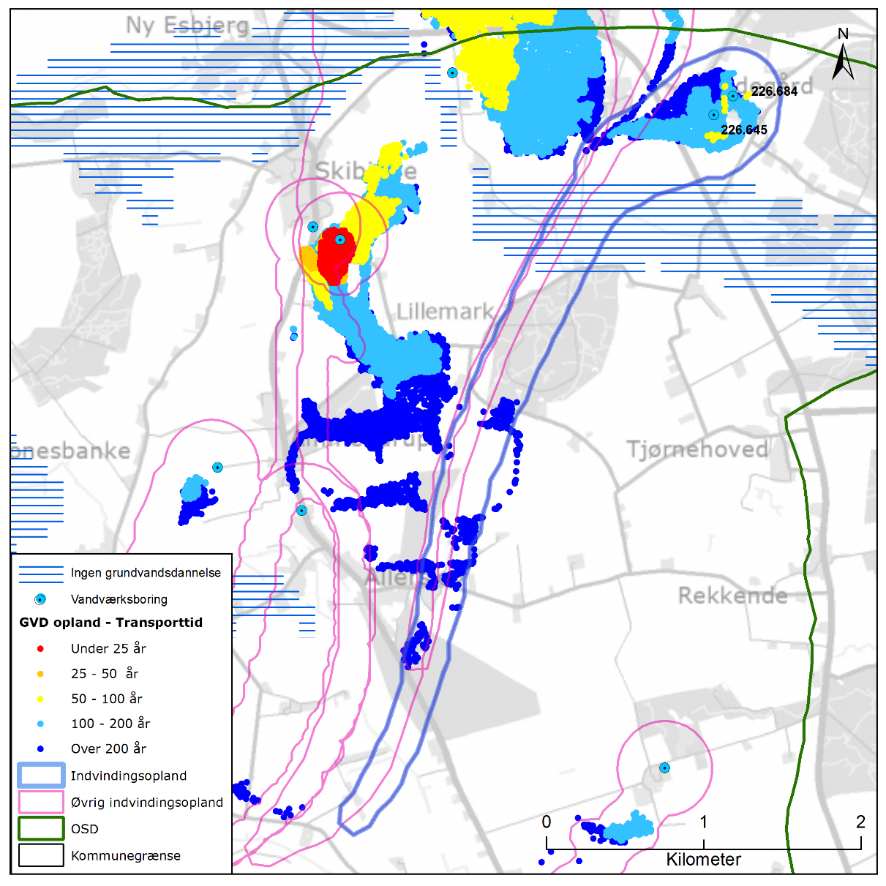 Ny Esbjerg
N
226.684
226.645
Lillemark
Tjørnehoved
Rekkende
Ingen grundvandsdannelse
Vandværksboring
GVD opland - Transporttid
Under 25 år
25 - 50 år
50 - 100 år
100 - 200 år
Over 200 år
Indvindingsopland
Øvrig indvindingsopland
OSD
Kommunegrænse
0 1 2
Kilometer